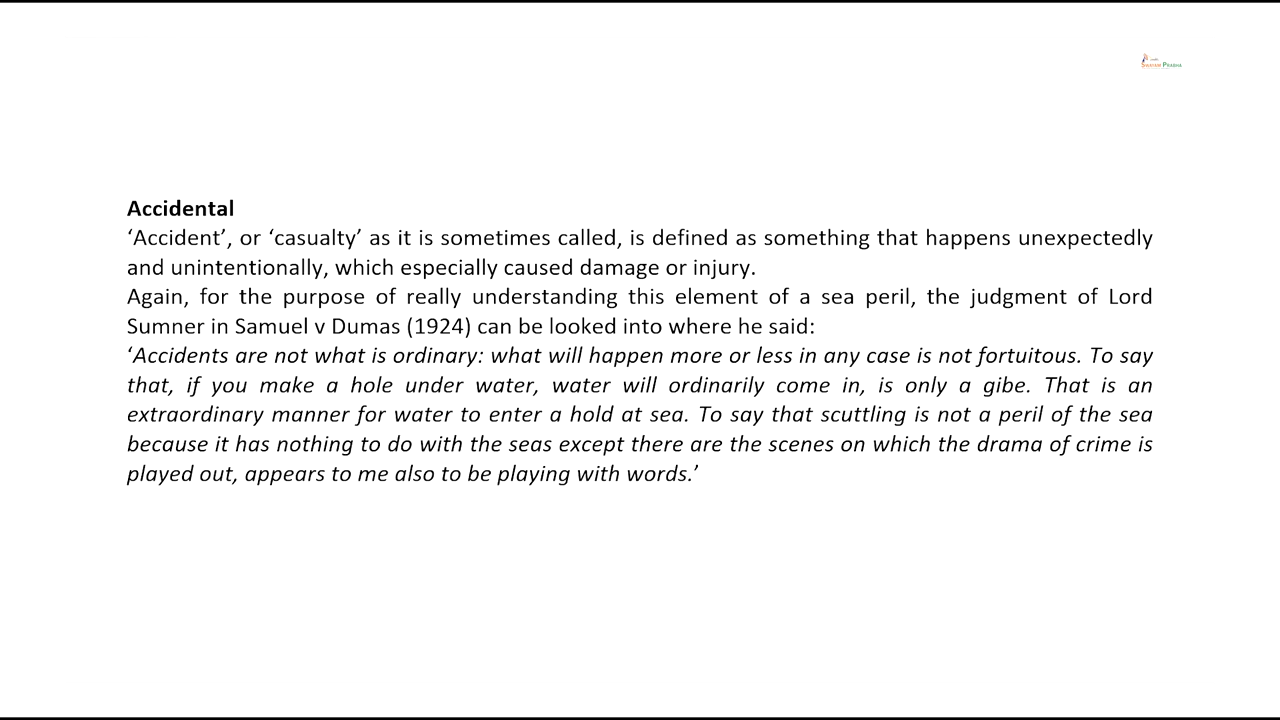 SWAYAM PRABHA
Accidental
‘Accident’, or ‘casualty’ as it is sometimes called, is defined as something that happens unexpectedly
and unintentionally, which especially caused damage or injury.
Again, for the purpose of really understanding this element of a sea peril, the judgment of Lord
Sumner in Samuel v Dumas (1924) can be looked into where he said:
‘Accidents are not what is ordinary: what will happen more or less in any case is not fortuitous. To say
that, if you make a hole under water, water will ordinarily come in, is only a gibe. That is an
extraordinary manner for water to enter a hold at sea. To say that scuttling is not a peril of the sea
because it has nothing to do with the seas except there are the scenes on which the drama of crime is
played out, appears to me also to be playing with words.’